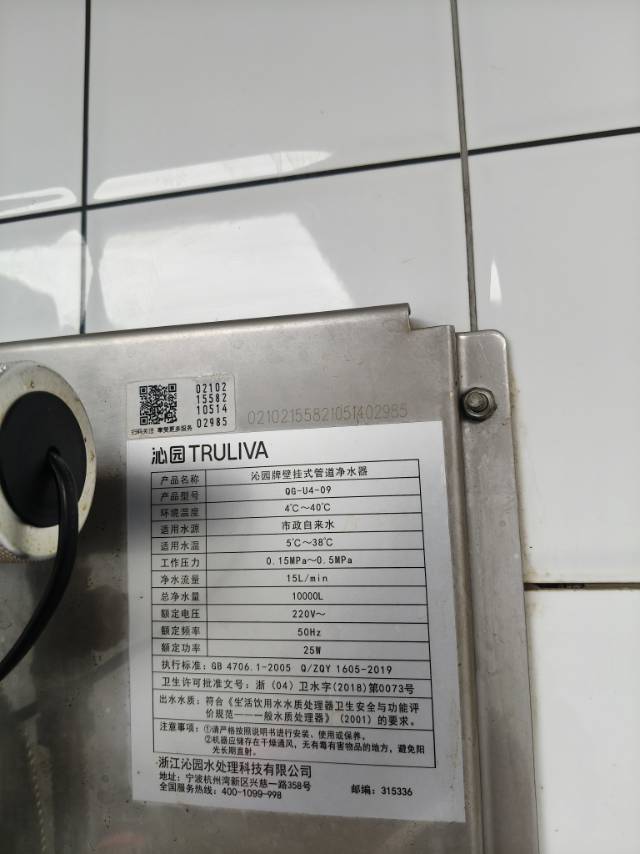 02102
15582
10514
02985
扫码关注 享受更多服务
02102155821051402985
沁园 TRULIVA
产品名称 沁园牌壁挂式管道净水器
产品型号 QG-U4-09
环境温度 4℃~40℃
适用水源 市政自来水
适用水温 5℃~38℃
工作压力 0.15MPa~0.5MPa
净水流量 15L/min
总净水量 10000L
额定电压 220V~
额定频率 50Hz
额定功率 25W
执行标准: GB 4706.1-2005 Q/ZQY 1605-2019
卫生许可批准文号: 浙 (04) 卫水字(2018)第0073号
出水水质: 符合《生活饮用水水质处理器卫生安全与功能评
价规范——一般水质处理器》(2001) 的要求。
注意事项: ①请严格按照说明书进行安装、使用或保养。
②机器应储存在干燥通风, 无有毒有害物品的地方, 避免阳
光长期直射。
浙江沁园水处理科技有限公司
地址: 宁波杭州湾新区兴慈一路358号
全国服务热线: 400-1099-998 邮编: 315336